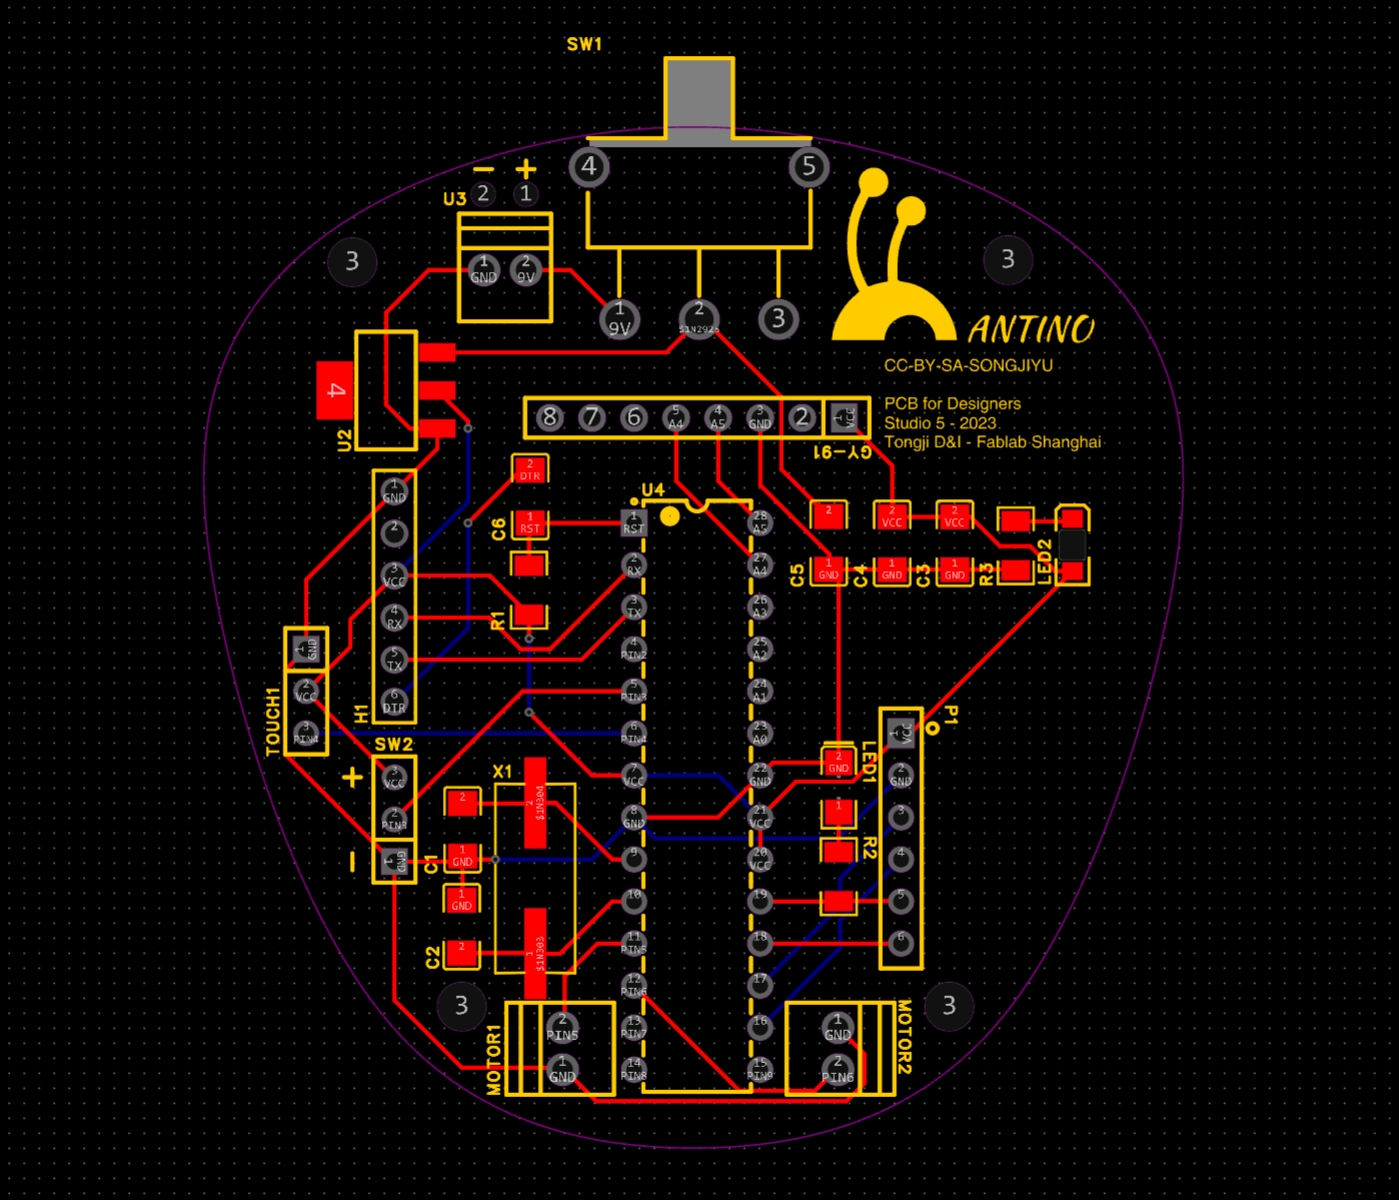 SW1
− +
U3 2 1
4 5
3
1 GND
2 9V
1 9V
2
3
3
ANTINO
CC-BY-SA-SONGJIYU
PCB for Designers
Studio 5 - 2023
Tongji D&I - Fablab Shanghai
4
U2
8 7 6
5 A4
4 A5
3 GND
2
1 VCC
GY-91
2 DTR
C6
1 RST
R1
U4
1 RST
2 RX
3 TX
4 PIN2
5 PIN3
6 PIN4
7 VCC
8 GND
9
10
11 PIN5
12 PIN6
13 PIN7
14 PIN8
28 A5
27 A4
26 A3
25 A2
24 A1
23 A0
22 GND
21 VCC
20 VCC
19
18
17
16
15 PIN9
2
2 VCC
2 VCC
C5
1 GND
C4
1 GND
C3
1 GND
R3
LED2
1 GND
2
3 VCC
4 RX
5 TX
6 DTR
H1
1 GND
2 VCC
3 PIN4
TOUCH1
SW2
+
3 VCC
2 PIN3
−
1 GND
X1
2 $1N304
1 $1N303
2
C1
1 GND
1 GND
C2
2
P1
1 VCC
2 GND
3
4
5
6
LED1
2 GND
1
R2
3
3
MOTOR1
2 PIN5
1 GND
MOTOR2
1 GND
2 PIN6